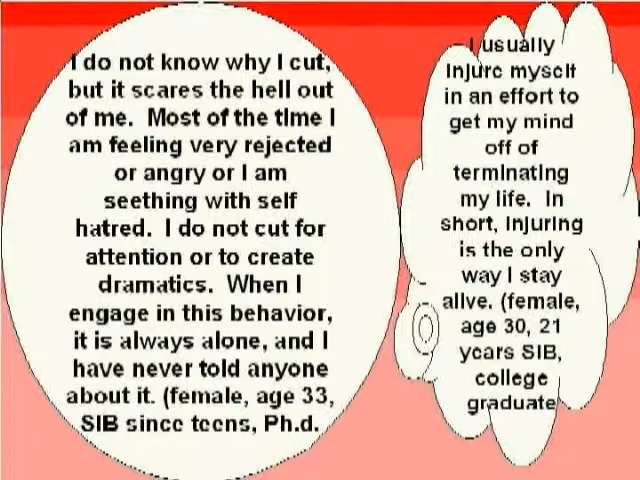 I do not know why I cut,
but it scares the hell out
of me. Most of the time I
am feeling very rejected
or angry or I am
seething with self
hatred. I do not cut for
attention or to create
dramatics. When I
engage in this behavior,
it is always alone, and I
have never told anyone
about it. (female, age 33,
SIB since teens, Ph.d.
I usually
injure myself
in an effort to
get my mind
off of
terminating
my life. In
short, injuring
is the only
way I stay
alive. (female,
age 30, 21
years SIB,
college
graduate